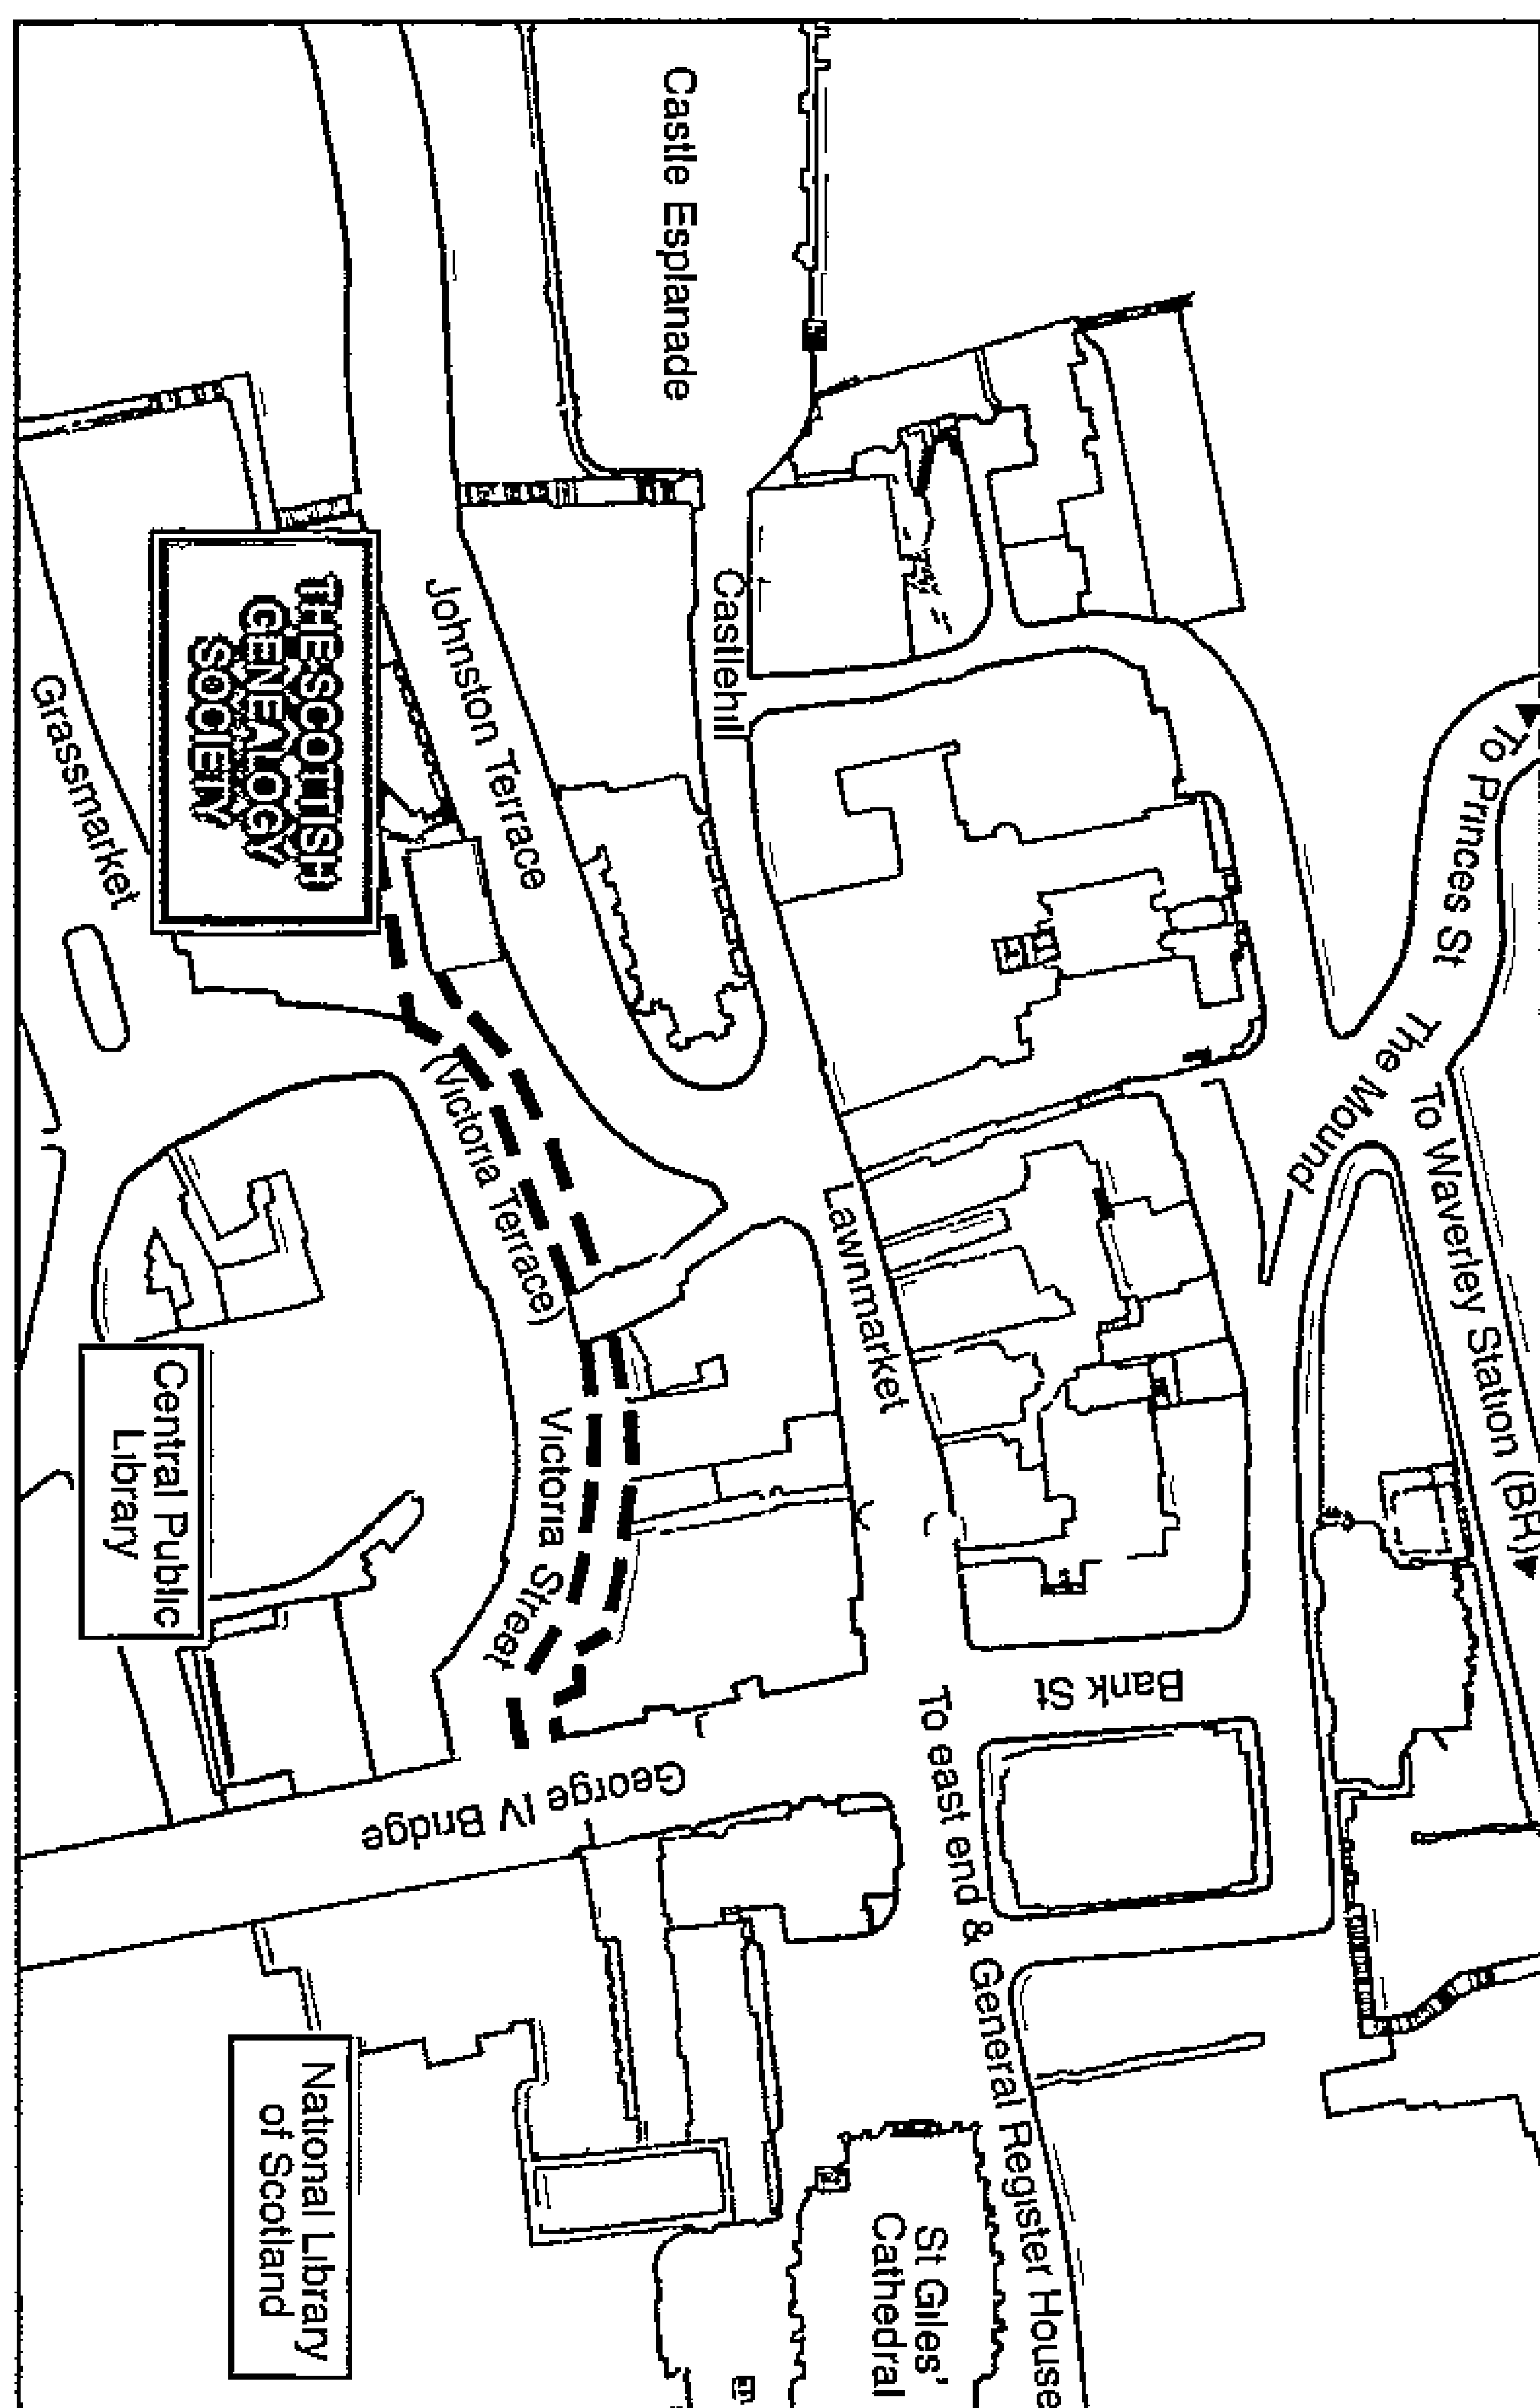 To Princes St
The Mound
To Waverley Station (BR)
Castle Esplanade
Castlehill
Johnston Terrace
Lawnmarket
Bank St
To east end & General Register House
THE SCOTTISH
GENEALOGY
SOCIETY
Grassmarket
(Victoria Terrace)
Victoria Street
George IV Bridge
St Giles'
Cathedral
Central Public
Library
National Library
of Scotland